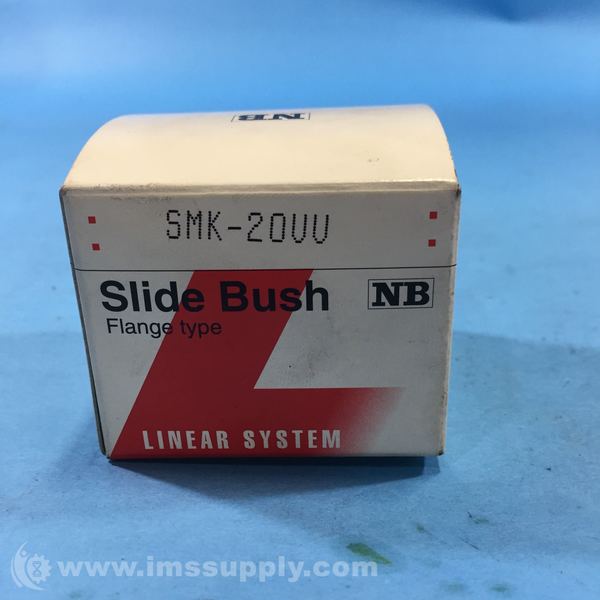 NB
SMK-20UU
Slide Bush NB
Flange type
LINEAR SYSTEM
www.imssupply.com